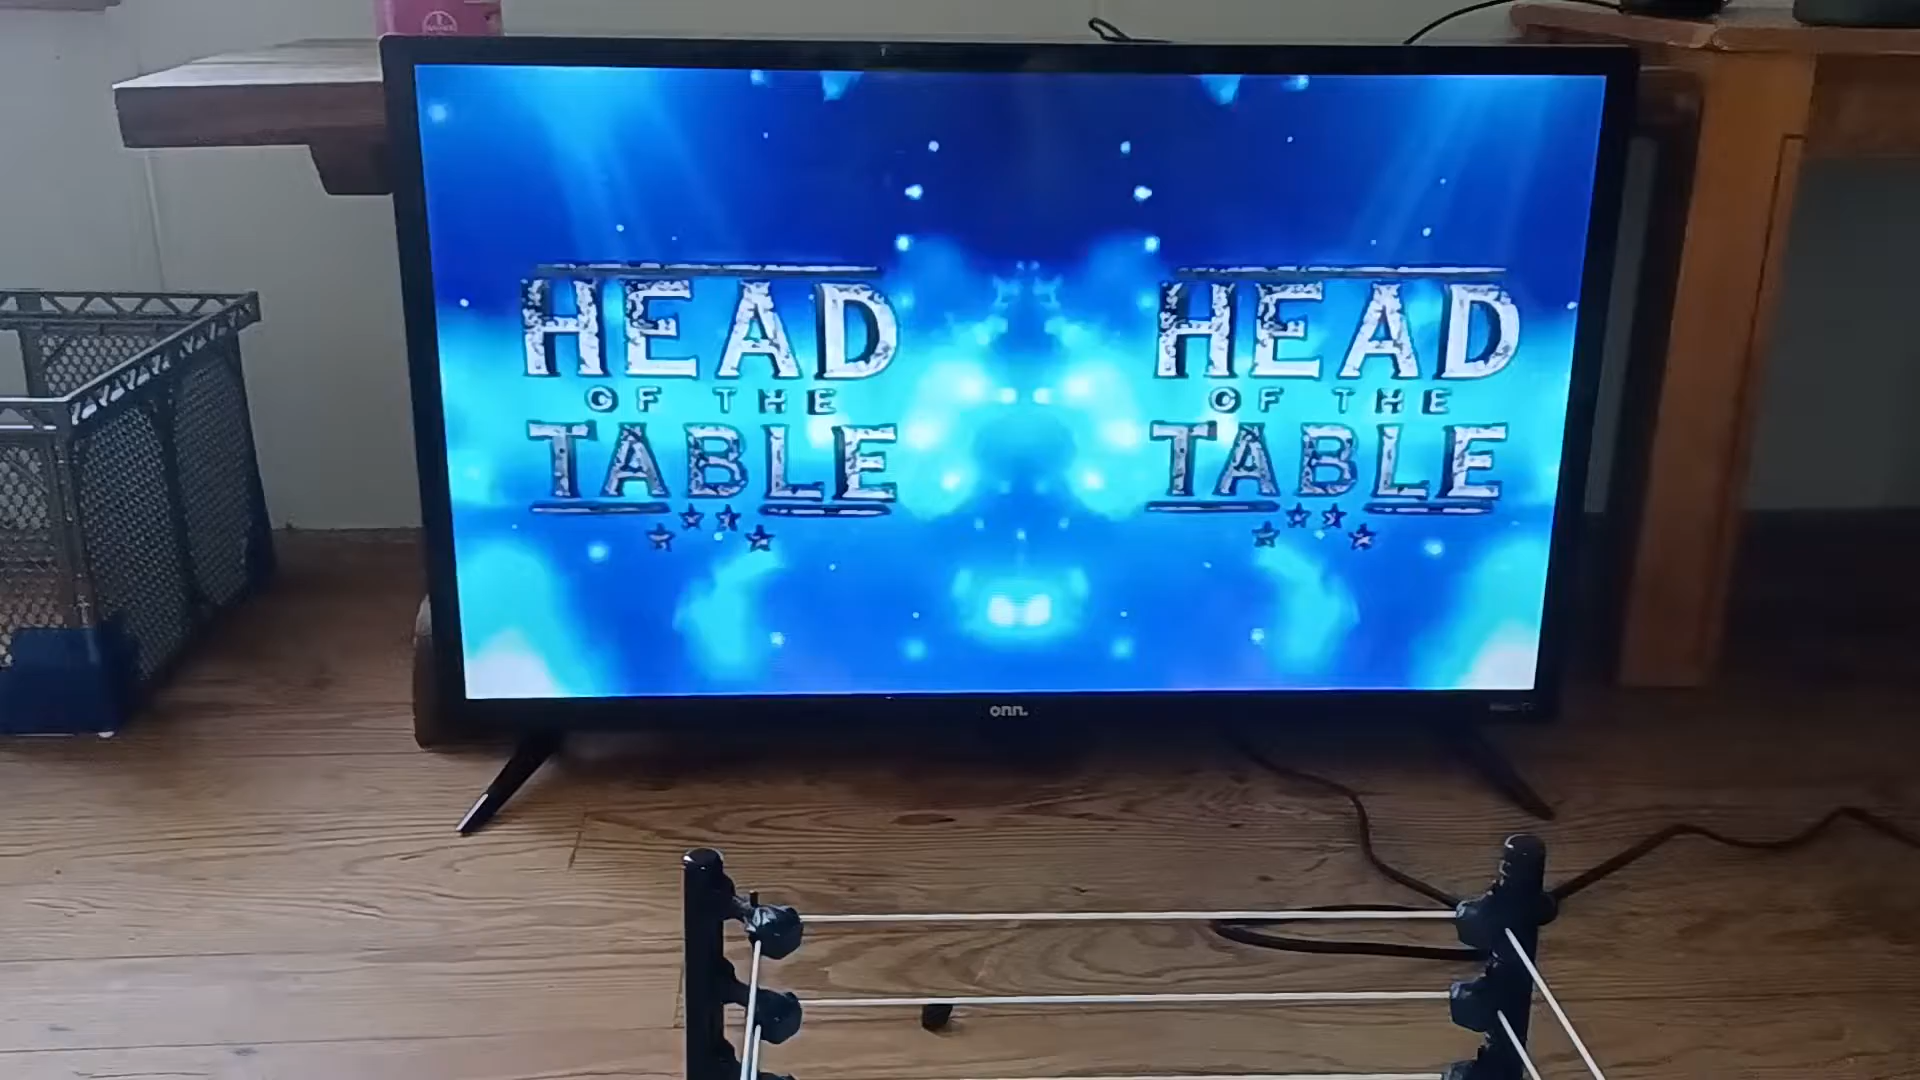 HEAD
OF THE
TABLE
HEAD
OF THE
TABLE
onn.